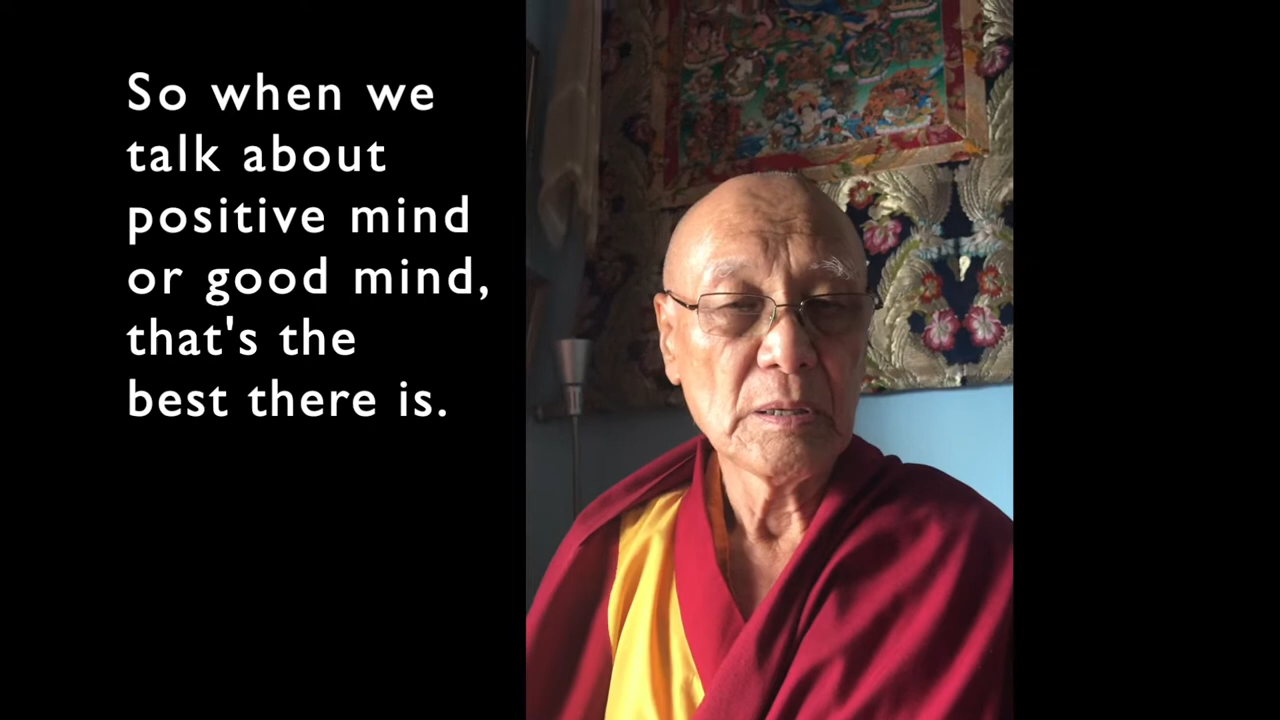 So when we
talk about
positive mind
or good mind,
that's the
best there is.